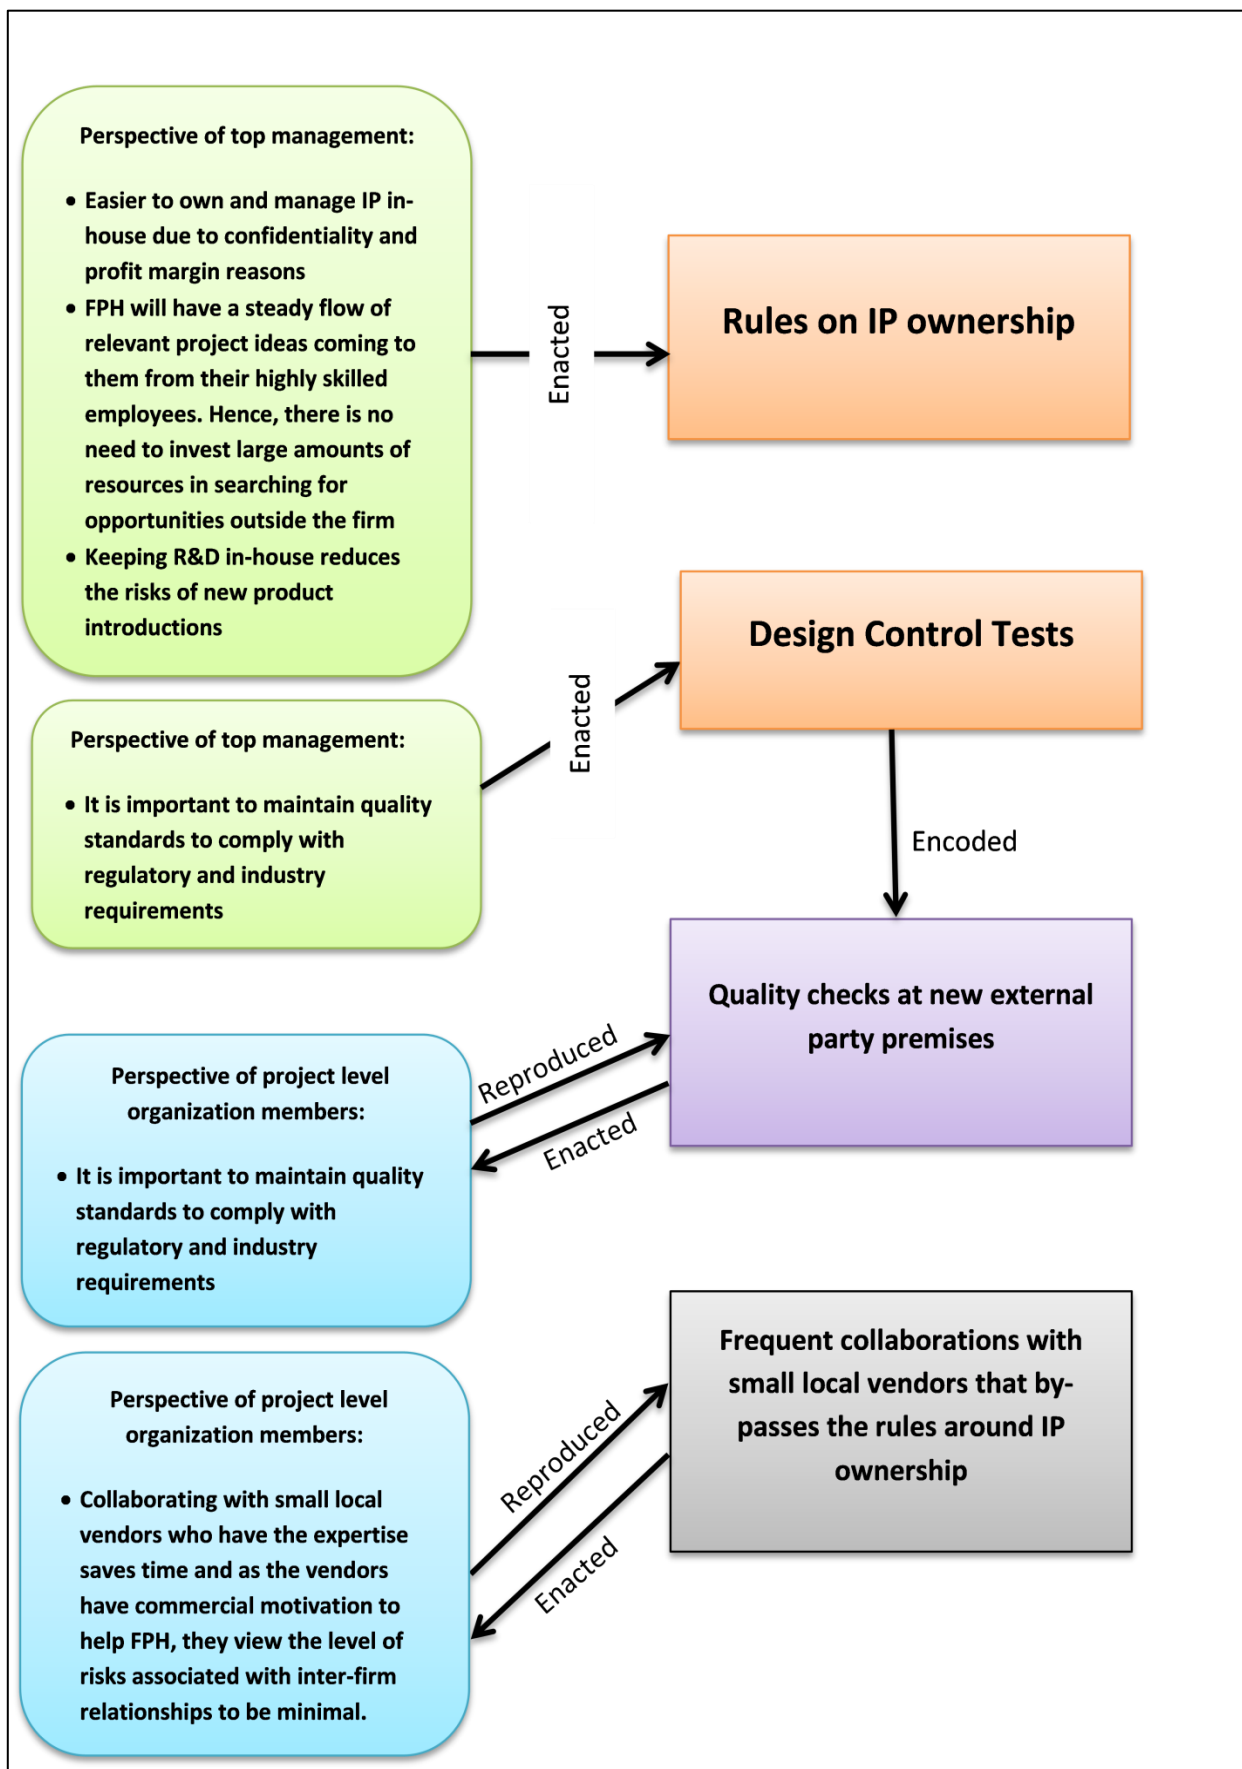 Perspective of top management:
• Easier to own and manage IP in-
house due to confidentiality and
profit margin reasons
• FPH will have a steady flow of
relevant project ideas coming to
them from their highly skilled
employees. Hence, there is no
need to invest large amounts of
resources in searching for
opportunities outside the firm
• Keeping R&D in-house reduces
the risks of new product
introductions
Enacted
Rules on IP ownership
Perspective of top management:
• It is important to maintain quality
standards to comply with
regulatory and industry
requirements
Enacted
Design Control Tests
Encoded
Quality checks at new external
party premises
Perspective of project level
organization members:
• It is important to maintain quality
standards to comply with
regulatory and industry
requirements
Reproduced
Enacted
Perspective of project level
organization members:
• Collaborating with small local
vendors who have the expertise
saves time and as the vendors
have commercial motivation to
help FPH, they view the level of
risks associated with inter-firm
relationships to be minimal.
Reproduced
Enacted
Frequent collaborations with
small local vendors that by-
passes the rules around IP
ownership